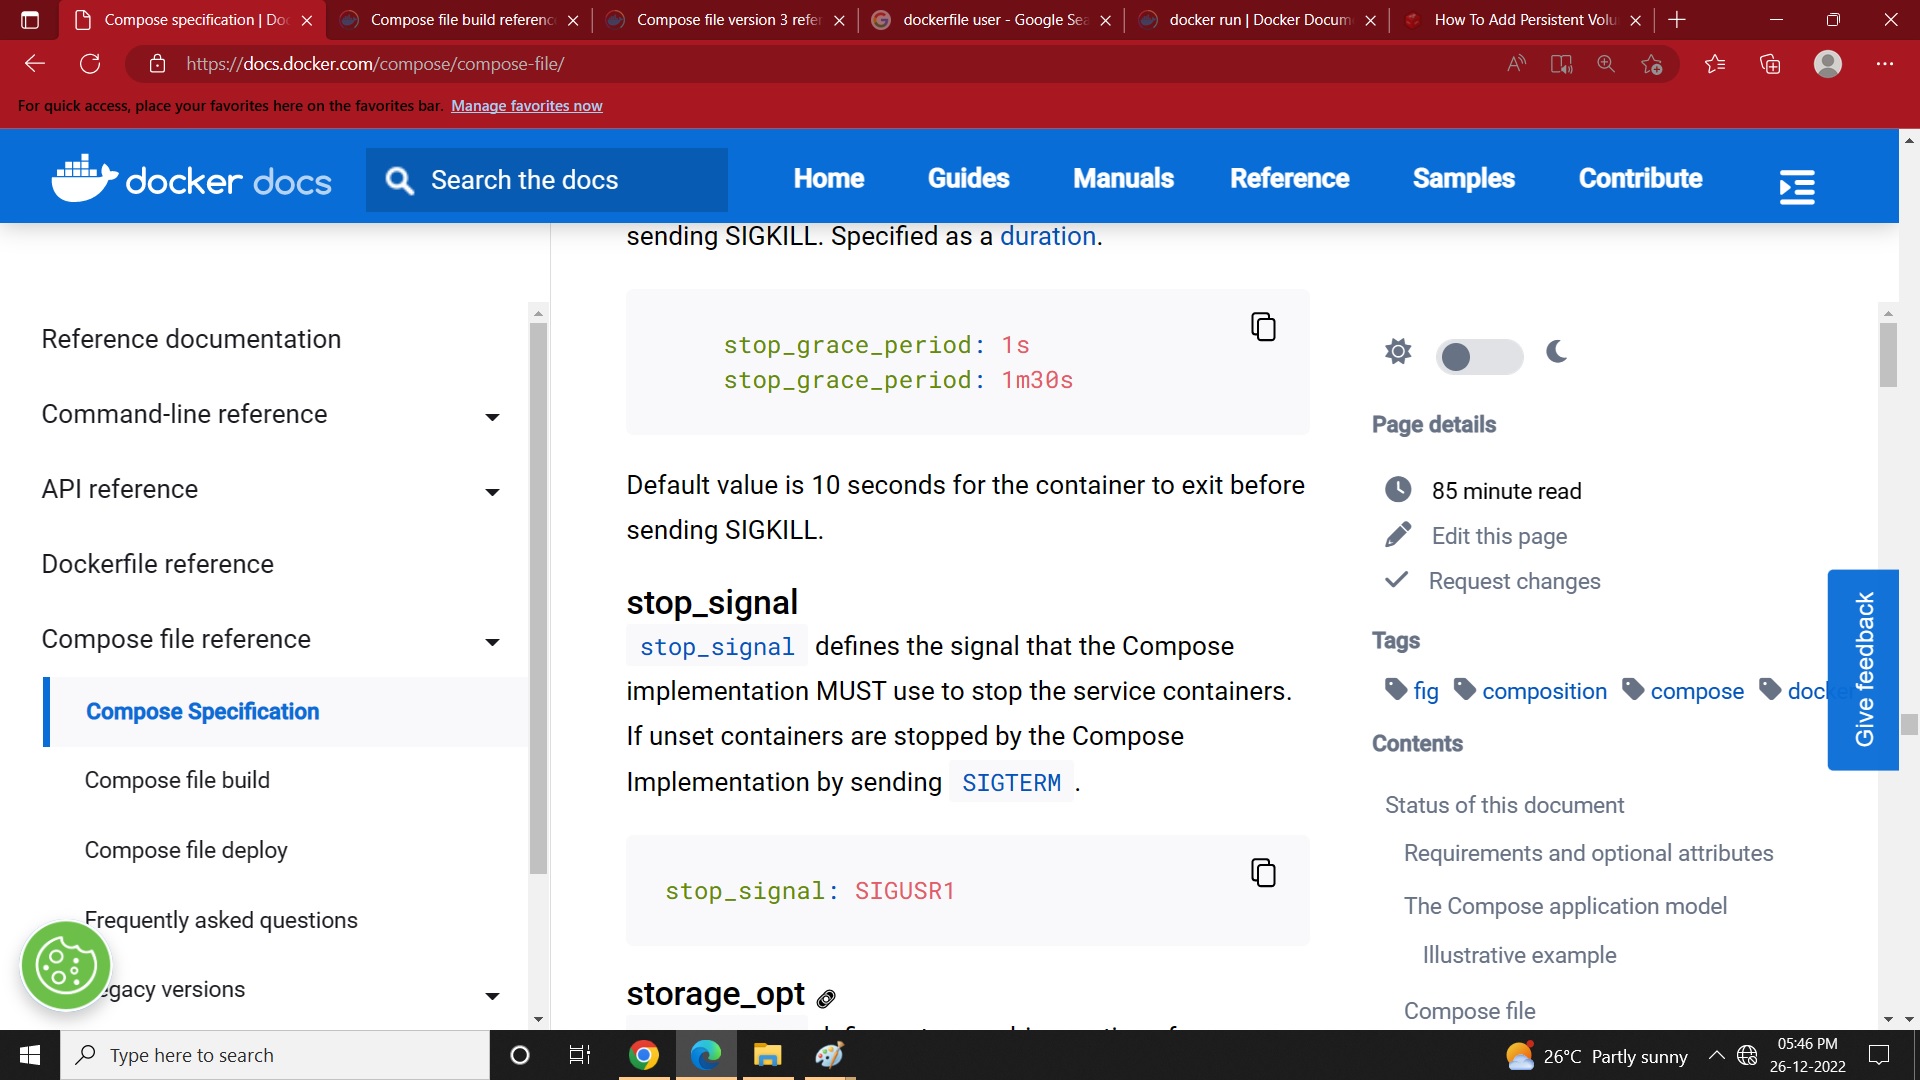 Compose specification | Doc
Compose file build referenc
Compose file version 3 refer
dockerfile user - Google Sea
docker run | Docker Docum
How To Add Persistent Volu
https://docs.docker.com/compose/compose-file/
For quick access, place your favorites here on the favorites bar. Manage favorites now
docker docs
Search the docs
Home
Guides
Manuals
Reference
Samples
Contribute
Reference documentation
Command-line reference
API reference
Dockerfile reference
Compose file reference
Compose Specification
Compose file build
Compose file deploy
Frequently asked questions
egacy versions
sending SIGKILL. Specified as a duration.
stop_grace_period: 1s
stop_grace_period: 1m30s
Default value is 10 seconds for the container to exit before
sending SIGKILL.
stop_signal
stop_signal defines the signal that the Compose
implementation MUST use to stop the service containers.
If unset containers are stopped by the Compose
Implementation by sending SIGTERM .
stop_signal: SIGUSR1
storage_opt
Page details
85 minute read
Edit this page
Request changes
Tags
fig composition compose docker
Contents
Status of this document
Requirements and optional attributes
The Compose application model
Illustrative example
Compose file
Give feedback
Type here to search
26°C Partly sunny
05:46 PM
26-12-2022